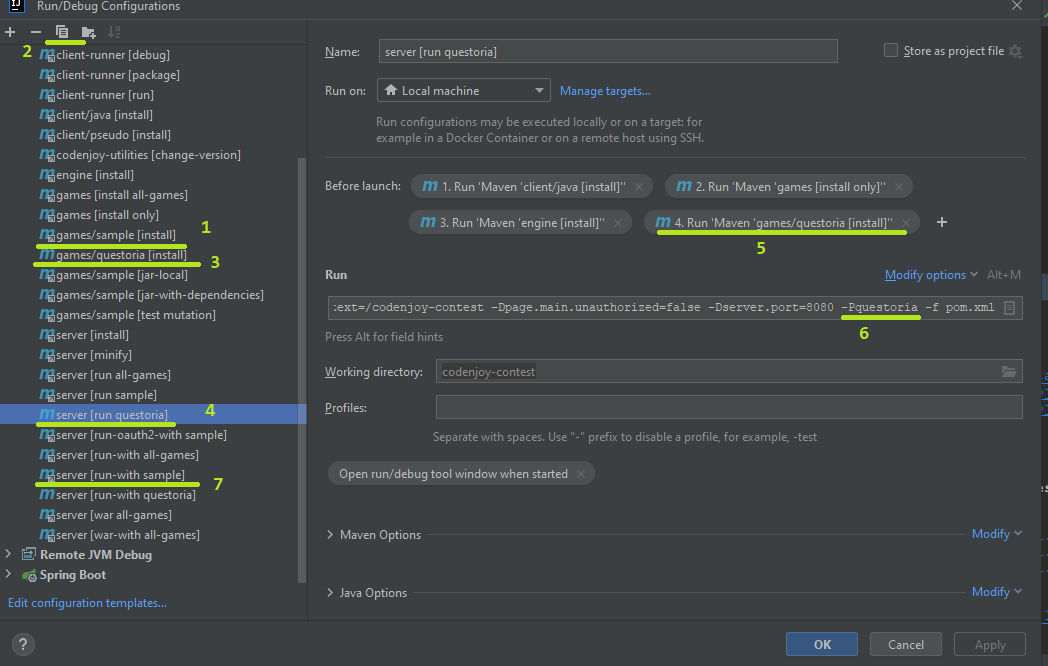 Run/Debug Configurations
2
client-runner [debug]
client-runner [package]
client-runner [run]
client/java [install]
client/pseudo [install]
codenjoy-utilities [change-version]
engine [install]
games [install all-games]
games [install only]
games/sample [install] 1
games/questoria [install] 3
games/sample [jar-local]
games/sample [jar-with-dependencies]
games/sample [test mutation]
server [install]
server [minify]
server [run all-games]
server [run sample]
server [run questoria] 4
server [run-oauth2-with sample]
server [run-with all-games]
server [run-with sample] 7
server [run-with questoria]
server [war all-games]
server [war-with all-games]
Remote JVM Debug
Spring Boot
Edit configuration templates...
Name: server [run questoria] Store as project file
Run on: Local machine Manage targets...
Run configurations may be executed locally or on a target: for
example in a Docker Container or on a remote host using SSH.
Before launch: 1. Run 'Maven 'client/java [install]'' 2. Run 'Maven 'games [install only]''
3. Run 'Maven 'engine [install]'' 4. Run 'Maven 'games/questoria [install]''
5
Run Modify options Alt+M
:ext=/codenjoy-contest -Dpage.main.unauthorized=false -Dserver.port=8080 -Pquestoria -f pom.xml
Press Alt for field hints 6
Working directory: codenjoy-contest
Profiles:
Separate with spaces. Use "-" prefix to disable a profile, for example, -test
Open run/debug tool window when started
Maven Options Modify
Java Options Modify
? OK Cancel Apply